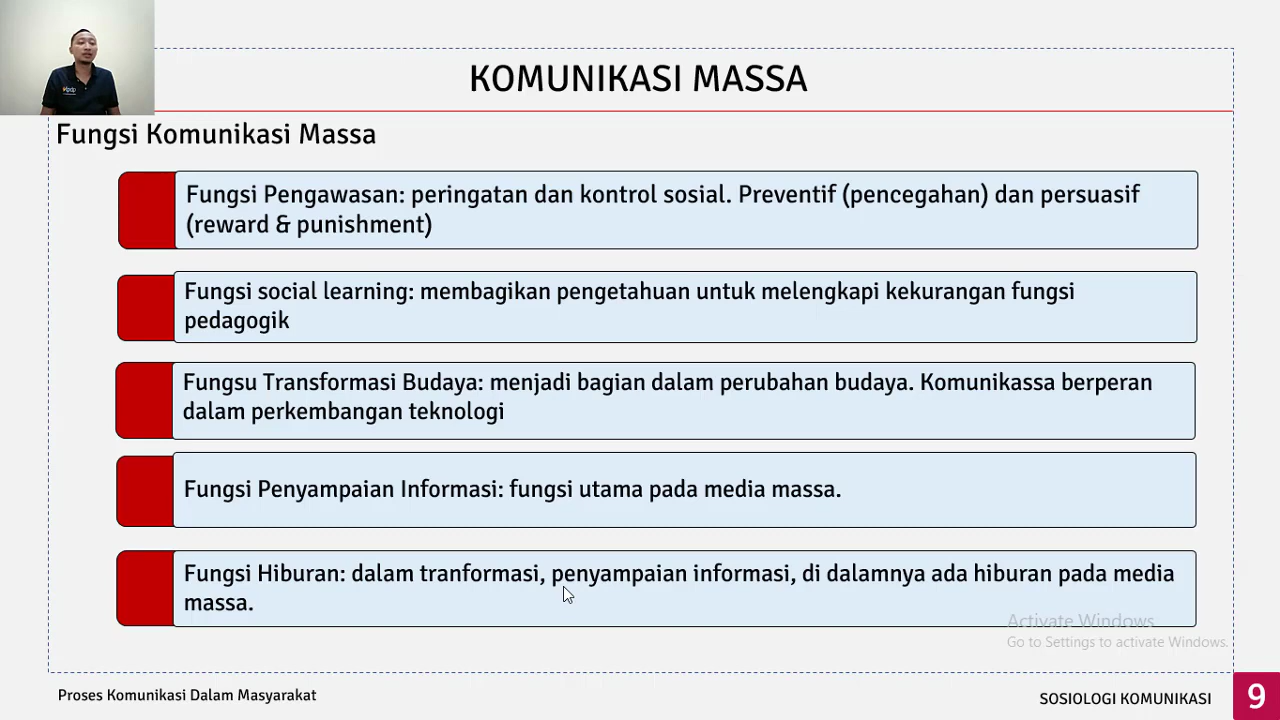 KOMUNIKASI MASSA
Fungsi Komunikasi Massa
Fungsi Pengawasan: peringatan dan kontrol sosial. Preventif (pencegahan) dan persuasif
(reward & punishment)
Fungsi social learning: membagikan pengetahuan untuk melengkapi kekurangan fungsi
pedagogik
Fungsu Transformasi Budaya: menjadi bagian dalam perubahan budaya. Komunikassa berperan
dalam perkembangan teknologi
Fungsi Penyampaian Informasi: fungsi utama pada media massa.
Fungsi Hiburan: dalam tranformasi, penyampaian informasi, di dalamnya ada hiburan pada media
massa.
Activate Windows
Go to Settings to activate Windows.
Proses Komunikasi Dalam Masyarakat
SOSIOLOGI KOMUNIKASI
9